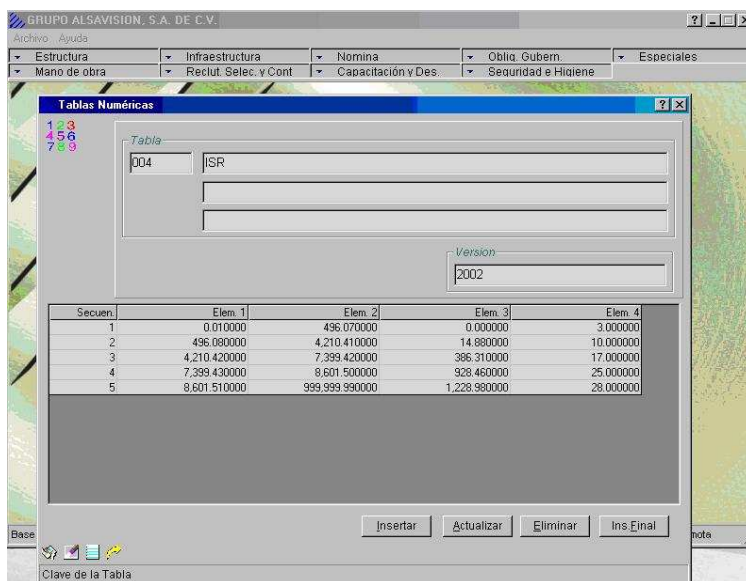 GRUPO ALSAVISION, S.A. DE C.V.
Archivo Ayuda
Estructura Infraestructura Nomina Oblig. Gubern. Especiales
Mano de obra Reclut. Selec. y Cont Capacitación y Des. Seguridad e Higiene
Tablas Numéricas
123
456
789
Tabla
004 ISR
Version
2002
Secuen. Elem. 1 Elem. 2 Elem. 3 Elem. 4
1 0.010000 496.070000 0.000000 3.000000
2 496.080000 4,210.410000 14.880000 10.000000
3 4,210.420000 7,399.420000 386.310000 17.000000
4 7,399.430000 8,601.500000 928.460000 25.000000
5 8,601.510000 999,999.990000 1,228.980000 28.000000
Insertar Actualizar Eliminar Ins.Final
Base nota
Clave de la Tabla